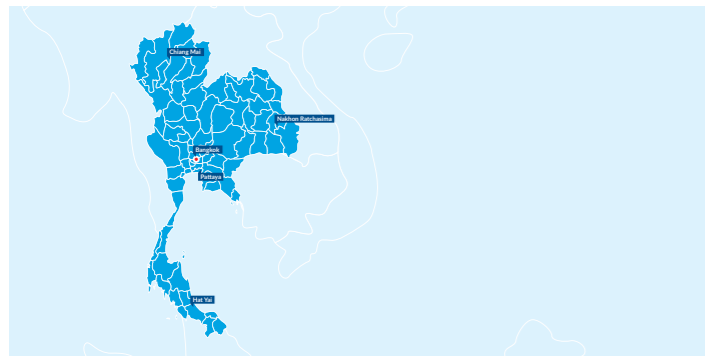 Chiang Mai
Nakhon Ratchasima
Bangkok
Pattaya
Hat Yai